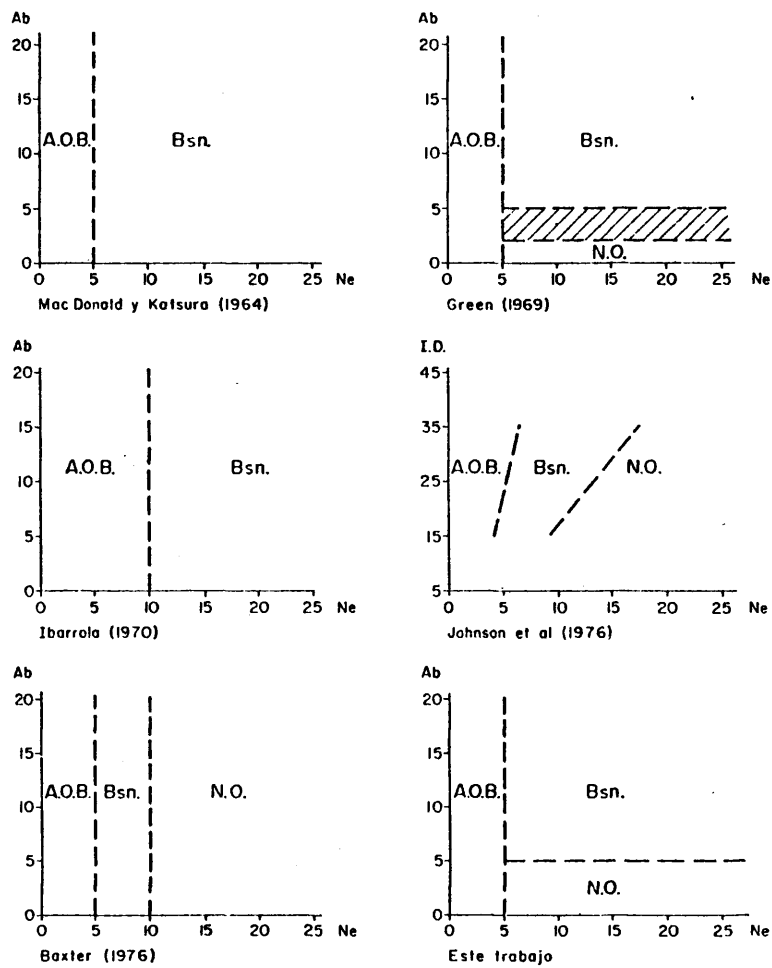 Ab
20
15
10
5
0
A.O.B.
Bsn.
0 5 10 15 20 25 Ne
Mac Donald y Katsura (1964)
Ab
20
15
10
5
0
A.O.B.
Bsn.
N.O.
0 5 10 15 20 25 Ne
Green (1969)
Ab
20
15
10
5
0
A.O.B.
Bsn.
0 5 10 15 20 25 Ne
Ibarrola (1970)
I.D.
45
35
25
15
5
A.O.B.
Bsn.
N.O.
0 5 10 15 20 25 Ne
Johnson et al (1976)
Ab
20
15
10
5
0
A.O.B.
Bsn.
N.O.
0 5 10 15 20 25 Ne
Baxter (1976)
Ab
20
15
10
5
0
A.O.B.
Bsn.
N.O.
0 5 10 15 20 25 Ne
Este trabajo